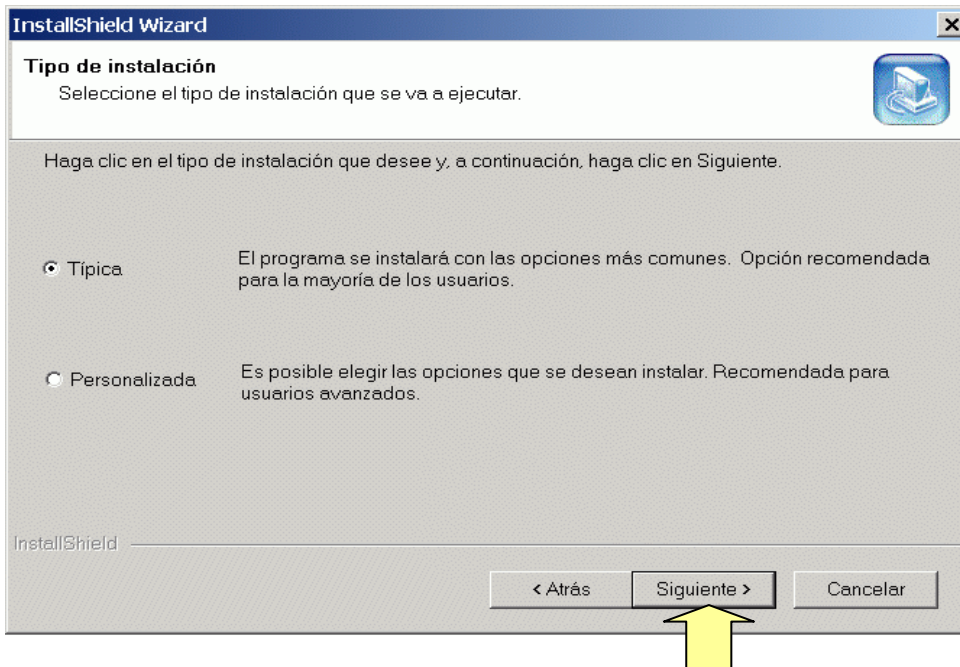 InstallShield Wizard
Tipo de instalación
Seleccione el tipo de instalación que se va a ejecutar.
Haga clic en el tipo de instalación que desee y, a continuación, haga clic en Siguiente.
Típica
El programa se instalará con las opciones más comunes. Opción recomendada
para la mayoría de los usuarios.
Personalizada
Es posible elegir las opciones que se desean instalar. Recomendada para
usuarios avanzados.
InstallShield
< Atrás
Siguiente >
Cancelar